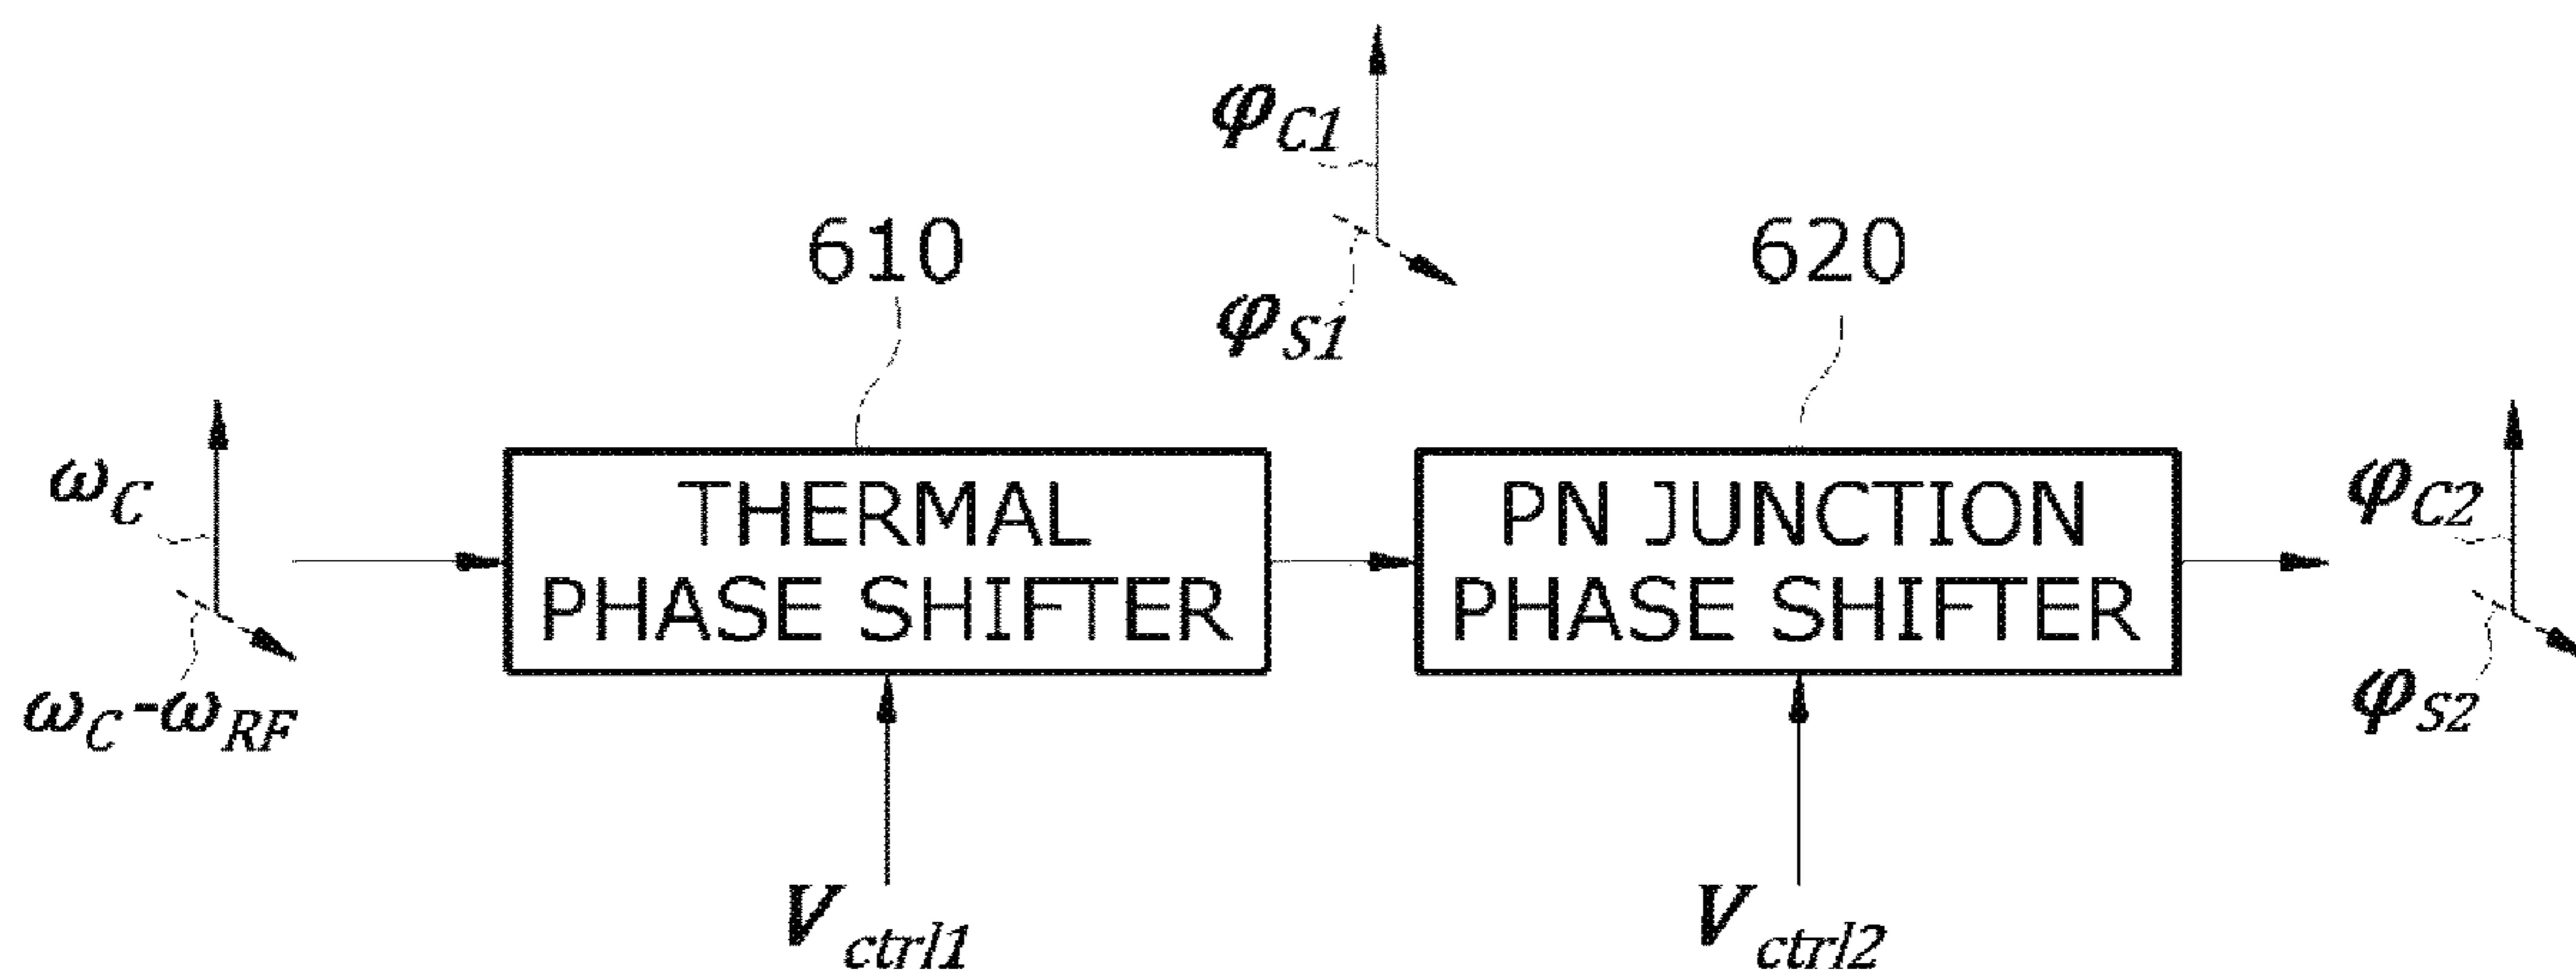 φC1
610
620
φS1
ωC
THERMAL
PHASE SHIFTER
PN JUNCTION
PHASE SHIFTER
φC2
ωC-ωRF
φS2
Vctrl1
Vctrl2